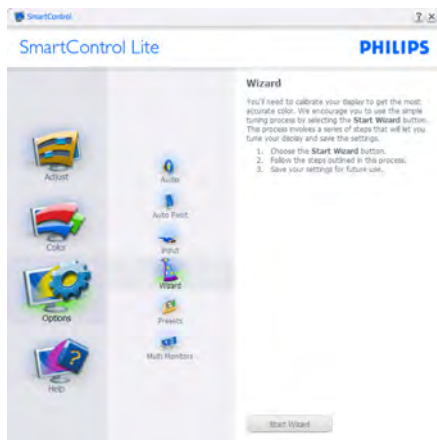 SmartControl
SmartControl Lite
PHILIPS
Adjust
Color
Options
Help
Audio
Auto Pivot
Input
Wizard
Presets
Multi Monitors
Wizard
You'll need to calibrate your display to get the most
accurate color. We encourage you to use the simple
tuning process by selecting the Start Wizard button.
This process involves a series of steps that will let you
tune your display and save the settings.
1. Choose the Start Wizard button.
2. Follow the steps outlined in this process.
3. Save your settings for future use.
Start Wizard